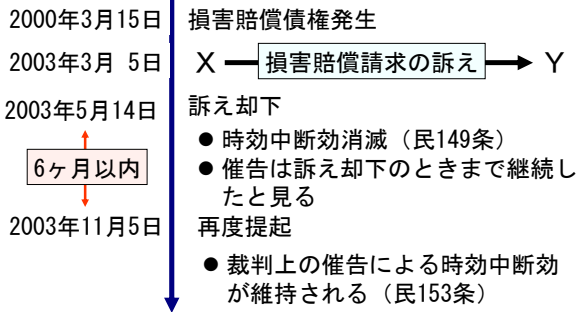 2000年3月15日 損害賠償債権発生
2003年3月 5日 X 損害賠償請求の訴え Y
2003年5月14日 訴え却下
● 時効中断効消滅（民149条）
6ヶ月以内 ● 催告は訴え却下のときまで継続し
たと見る
2003年11月5日 再度提起
● 裁判上の催告による時効中断効
が維持される（民153条）